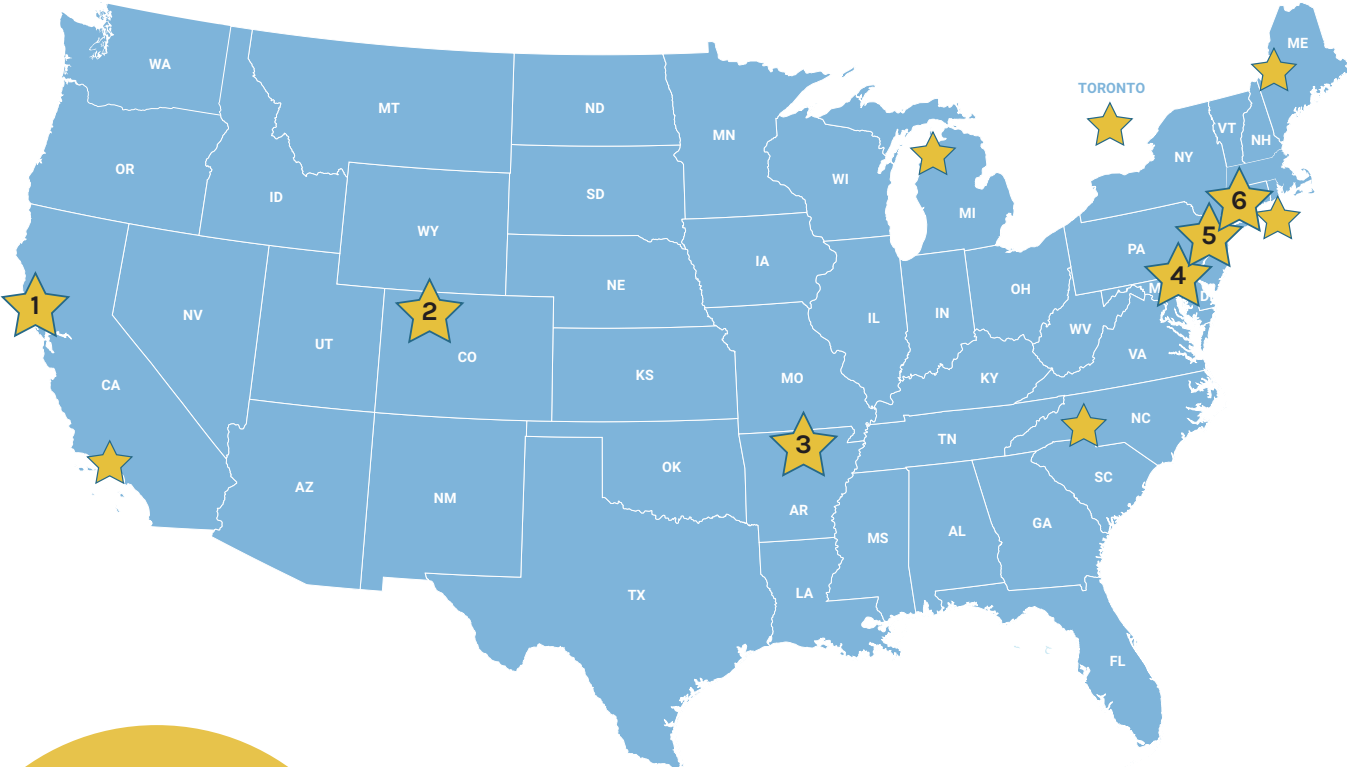 ME
WA
TORONTO
MT
ND
MN
VT
NH
OR
NY
WI
ID
SD
MI
6
WY
5
PA
IA
4
NE
OH
1
2
NV
IL
IN
WV
UT
CO
VA
KS
MO
KY
CA
NC
3
TN
OK
SC
AZ
NM
AR
GA
AL
MS
LA
TX
FL